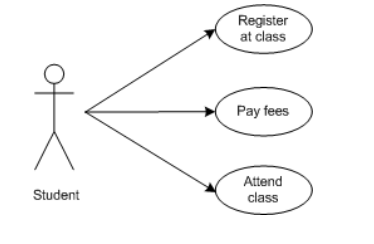 Register
at class
Pay fees
Attend
class
Student